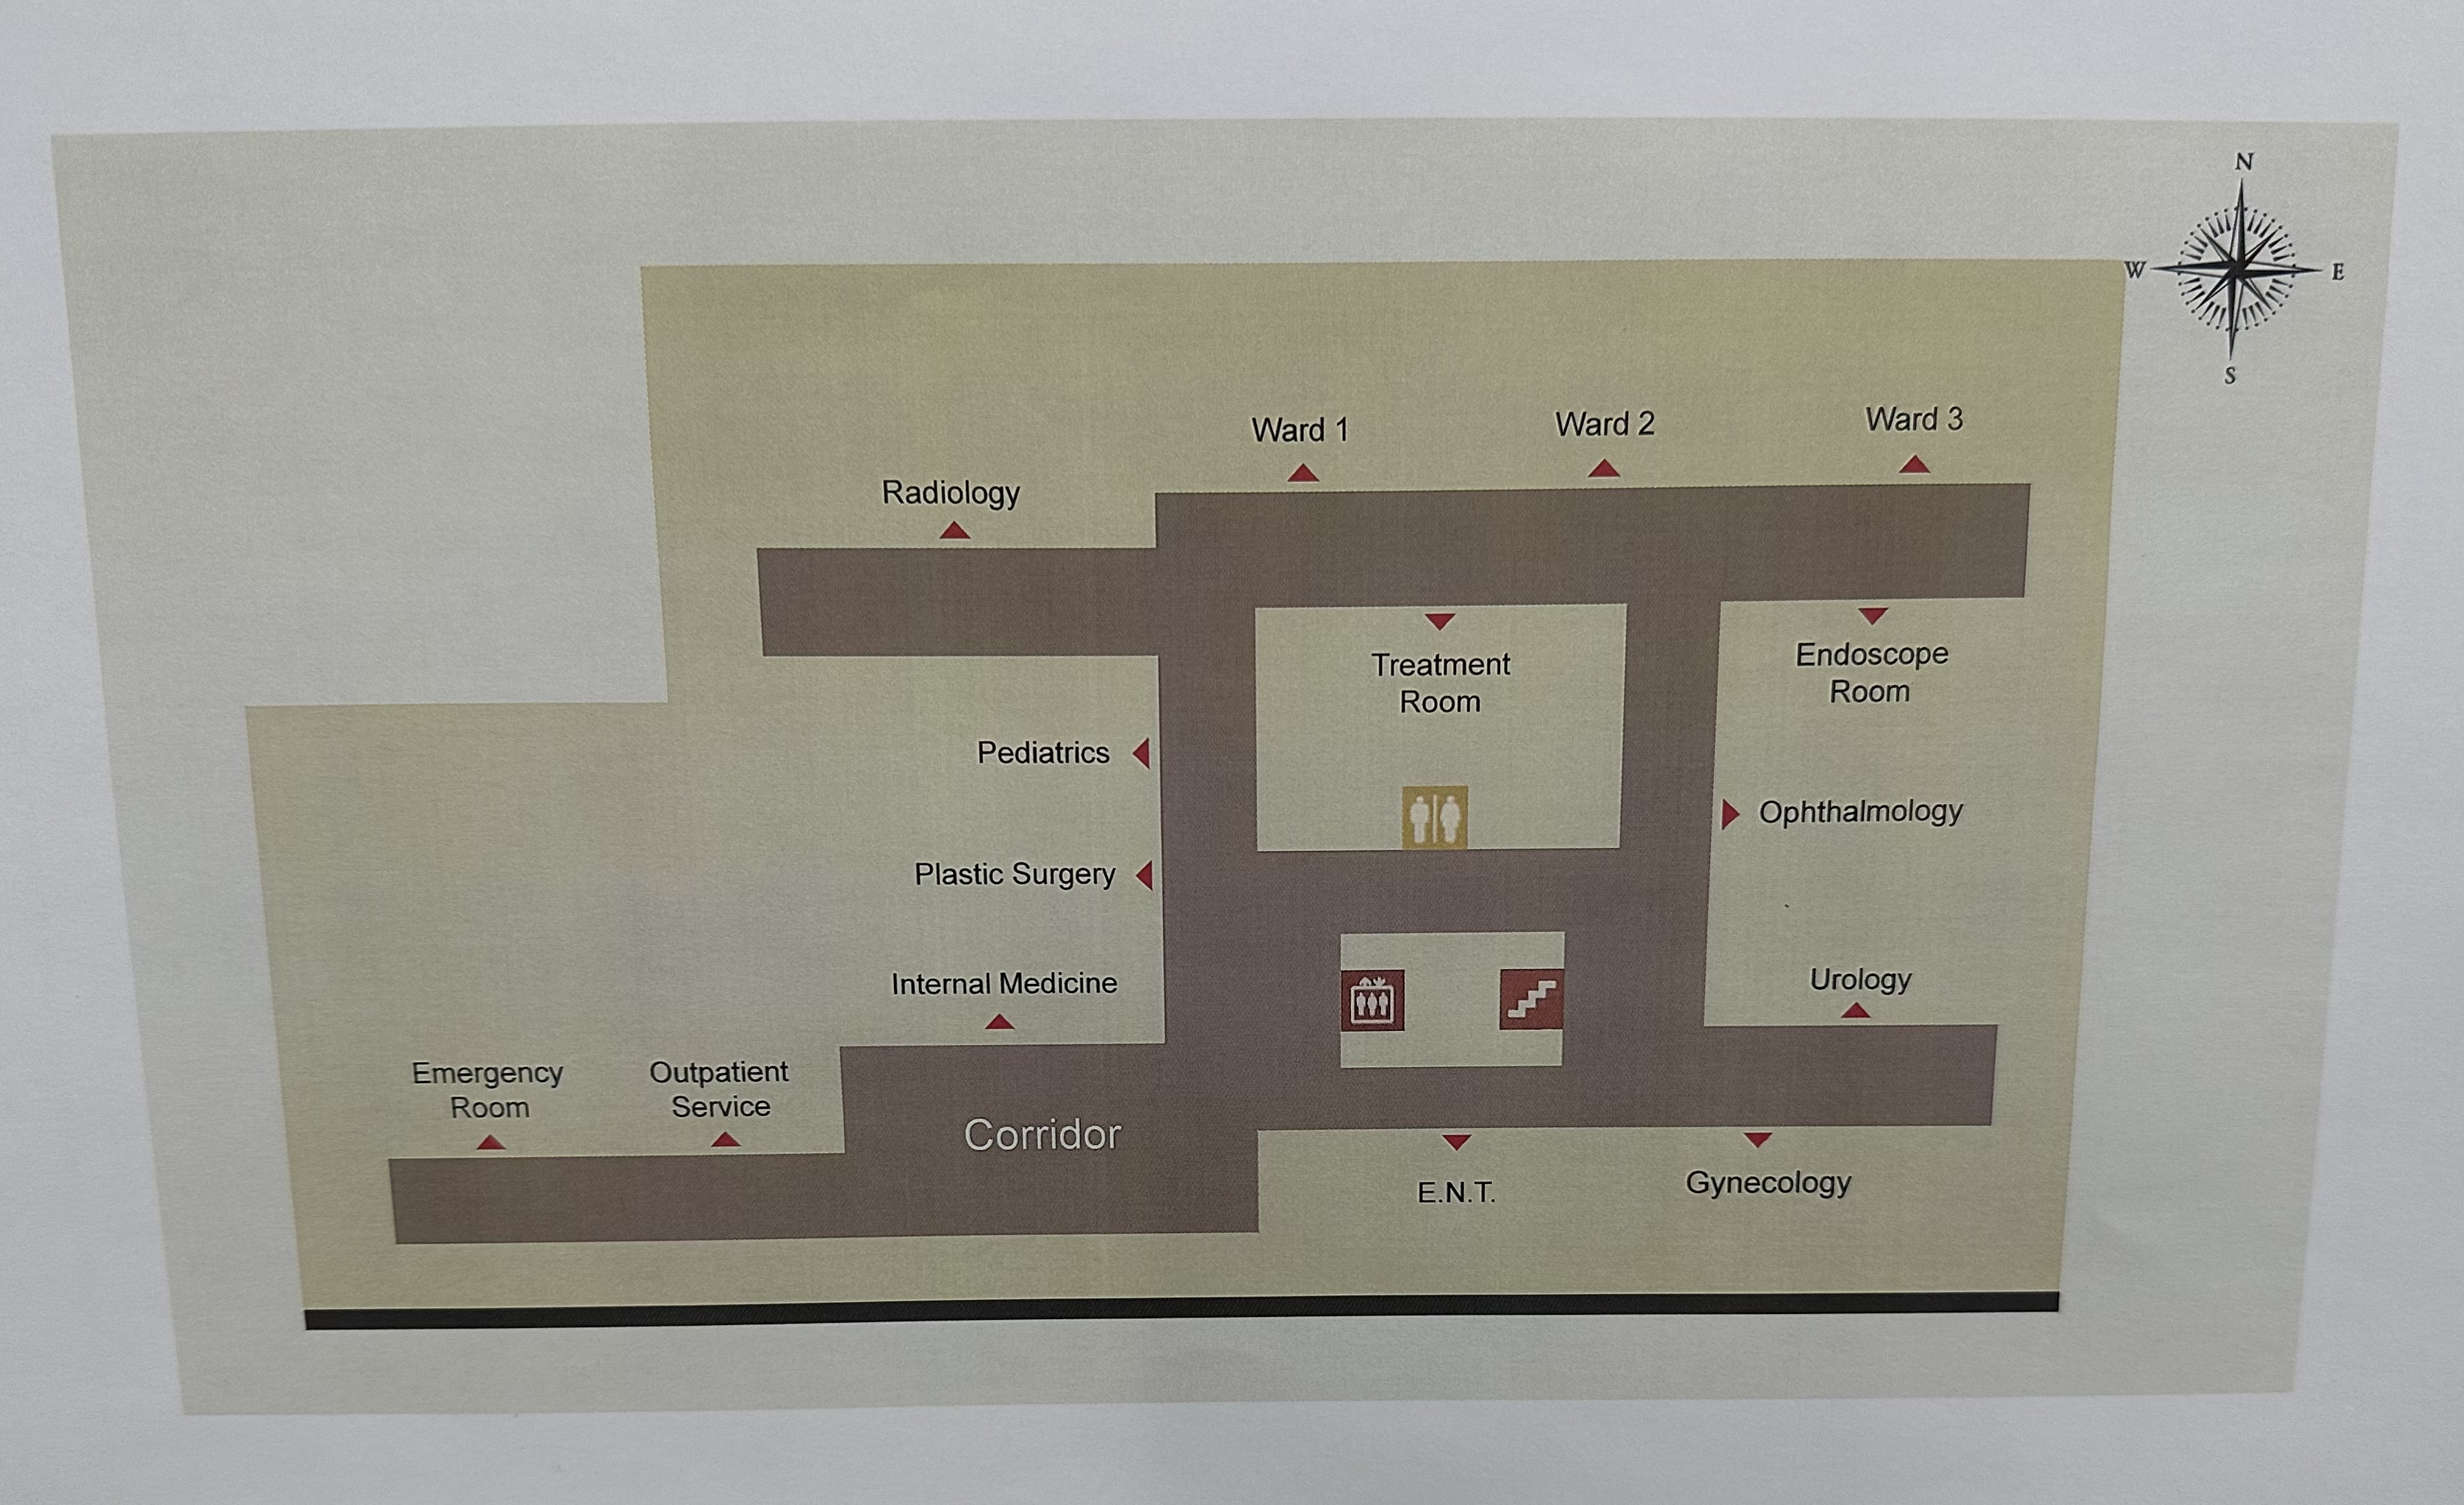 N
W E
S
Ward 1
Ward 2
Ward 3
Radiology
Treatment
Room
Endoscope
Room
Pediatrics
Ophthalmology
Plastic Surgery
Internal Medicine
Urology
Emergency
Room
Outpatient
Service
Corridor
E.N.T.
Gynecology